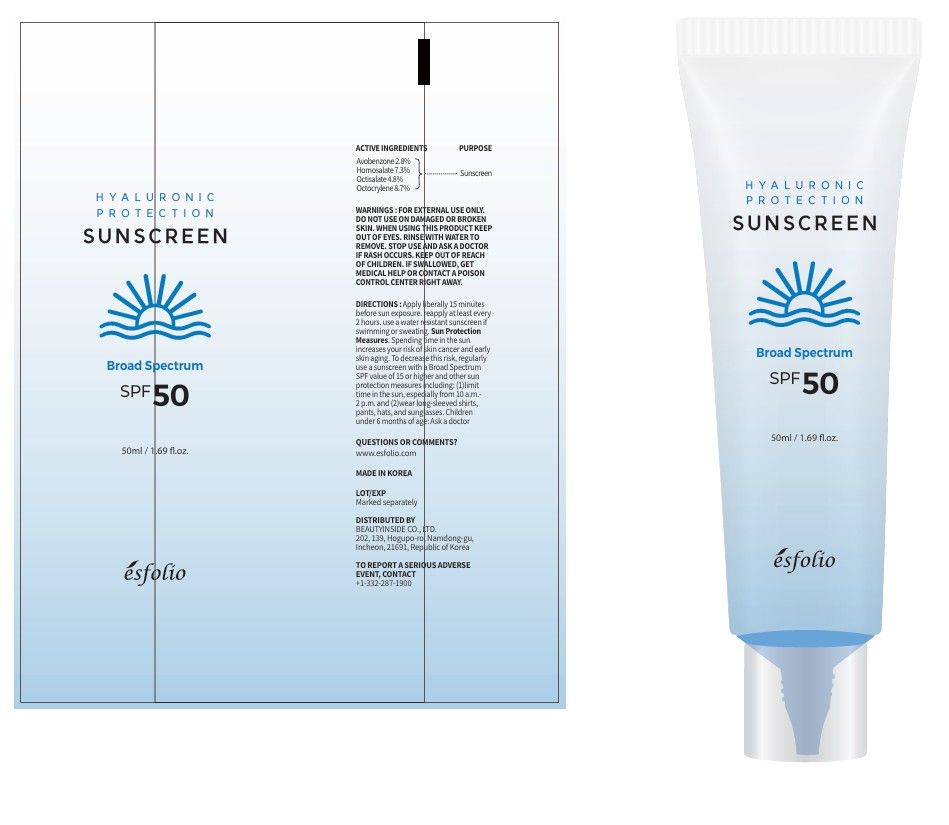 HYALURONIC
PROTECTION
SUNSCREEN
Broad Spectrum
SPF 50
50ml / 1.69 fl.oz.
ésfolio
ACTIVE INGREDIENTS PURPOSE
Avobenzone 2.8%
Homosalate 7.3%
Octisalate 4.8%
Octocrylene 8.7%
Sunscreen
WARNINGS : FOR EXTERNAL USE ONLY.
DO NOT USE ON DAMAGED OR BROKEN
SKIN. WHEN USING THIS PRODUCT KEEP
OUT OF EYES. RINSE WITH WATER TO
REMOVE. STOP USE AND ASK A DOCTOR
IF RASH OCCURS. KEEP OUT OF REACH
OF CHILDREN. IF SWALLOWED, GET
MEDICAL HELP OR CONTACT A POISON
CONTROL CENTER RIGHT AWAY.
DIRECTIONS : Apply liberally 15 minutes
before sun exposure. reapply at least every
2 hours. use a water resistant sunscreen if
swimming or sweating. Sun Protection
Measures. Spending time in the sun
increases your risk of skin cancer and early
skin aging. To decrease this risk, regularly
use a sunscreen with a Broad Spectrum
SPF value of 15 or higher and other sun
protection measures including: (1)limit
time in the sun, especially from 10 a.m.-
2 p.m. and (2)wear long-sleeved shirts,
pants, hats, and sunglasses. Children
under 6 months of age: Ask a doctor
QUESTIONS OR COMMENTS?
www.esfolio.com
MADE IN KOREA
LOT/EXP
Marked separately
DISTRIBUTED BY
BEAUTYINSIDE CO., LTD.
202, 139, Hogupo-ro, Namdong-gu,
Incheon, 21691, Republic of Korea
TO REPORT A SERIOUS ADVERSE
EVENT, CONTACT
+1-332-287-1900
HYALURONIC
PROTECTION
SUNSCREEN
Broad Spectrum
SPF 50
50ml / 1.69 fl.oz.
ésfolio